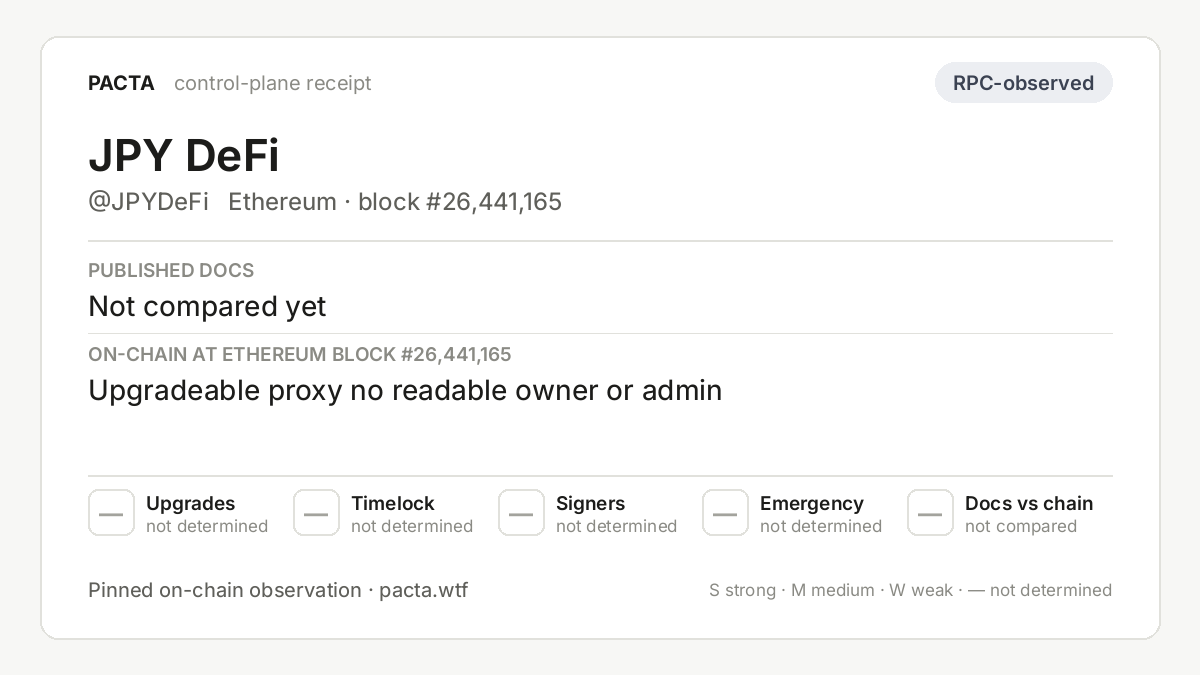 PACTA control-plane receipt
RPC-observed
JPY DeFi
@JPYDeFi Ethereum · block #26,441,165
PUBLISHED DOCS
Not compared yet
ON-CHAIN AT ETHEREUM BLOCK #26,441,165
Upgradeable proxy no readable owner or admin
— Upgrades
not determined
— Timelock
not determined
— Signers
not determined
— Emergency
not determined
— Docs vs chain
not compared
Pinned on-chain observation · pacta.wtf
S strong · M medium · W weak · — not determined